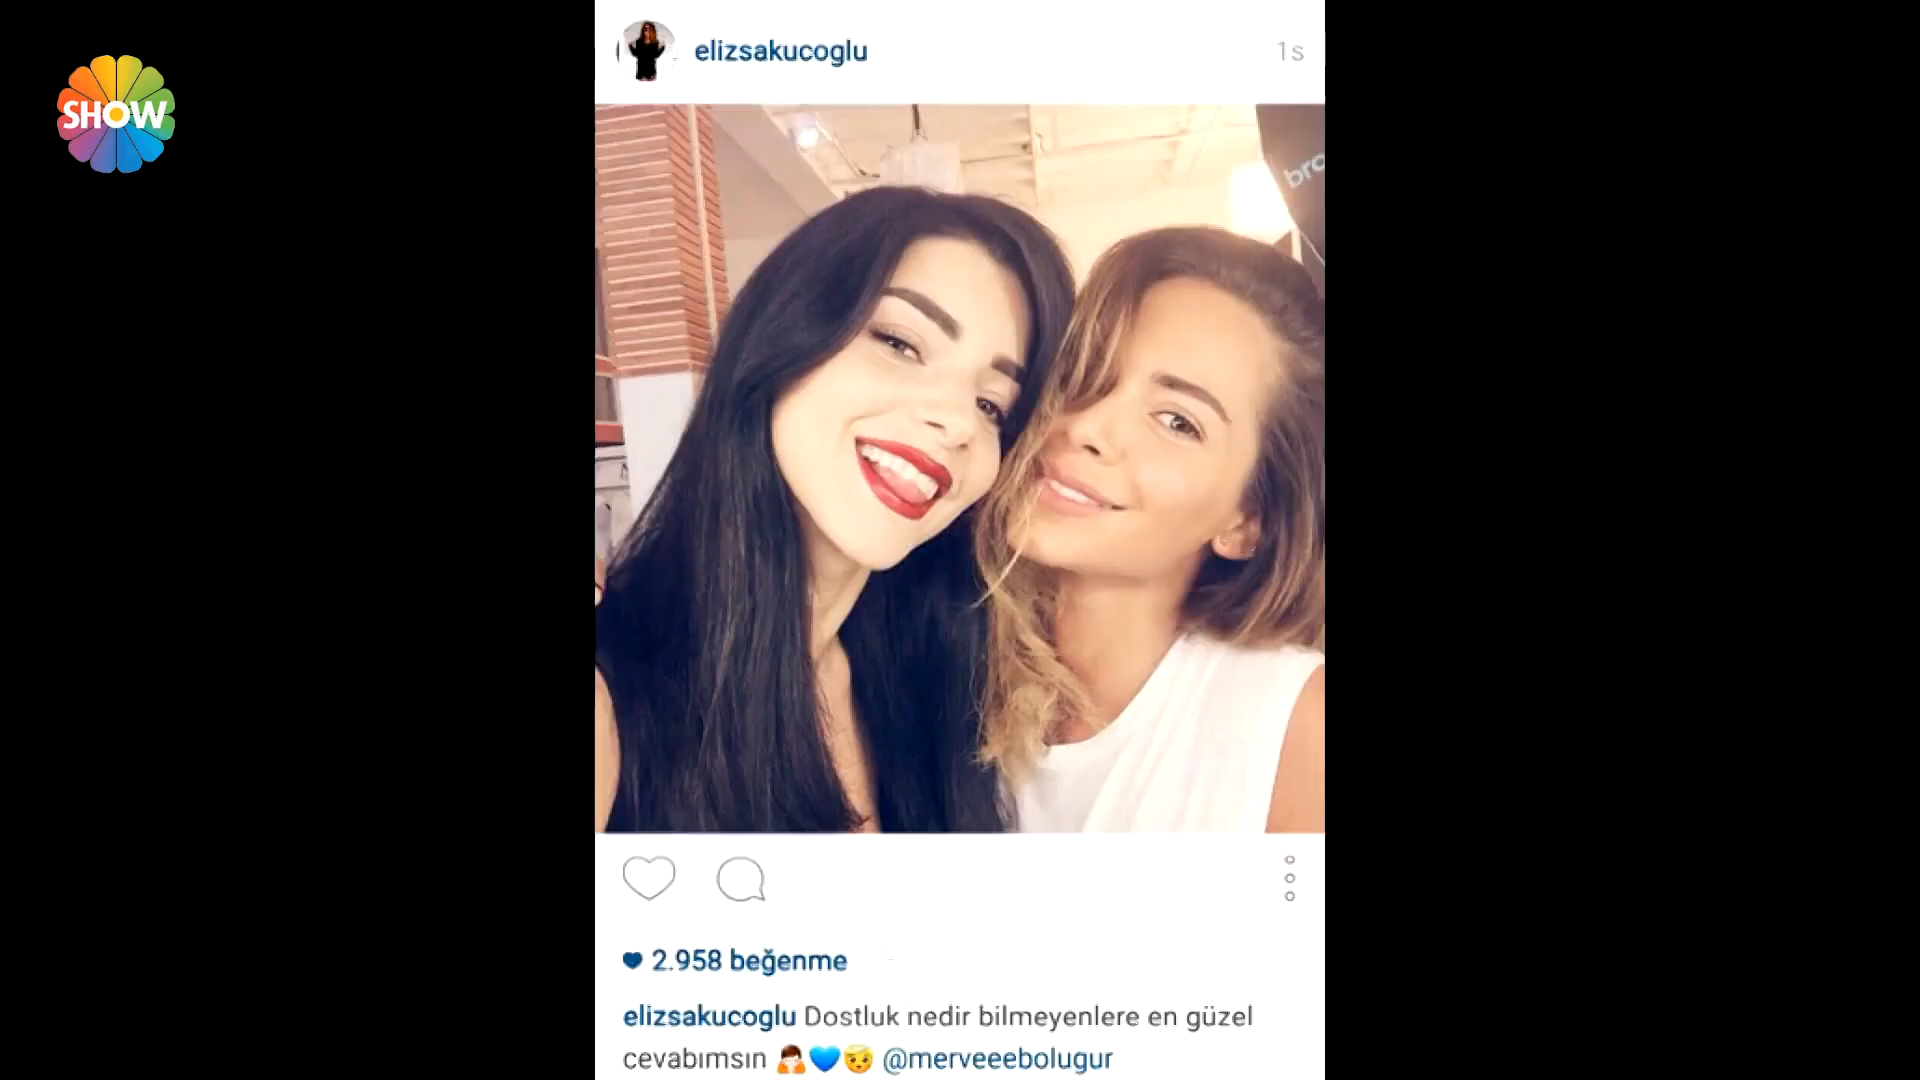 SHOW
elizsakucoglu
1s
bro
2.958 beğenme
elizsakucoglu Dostluk nedir bilmeyenlere en güzel
cevabımsın 🙇💙🤕 @merveeebolugur